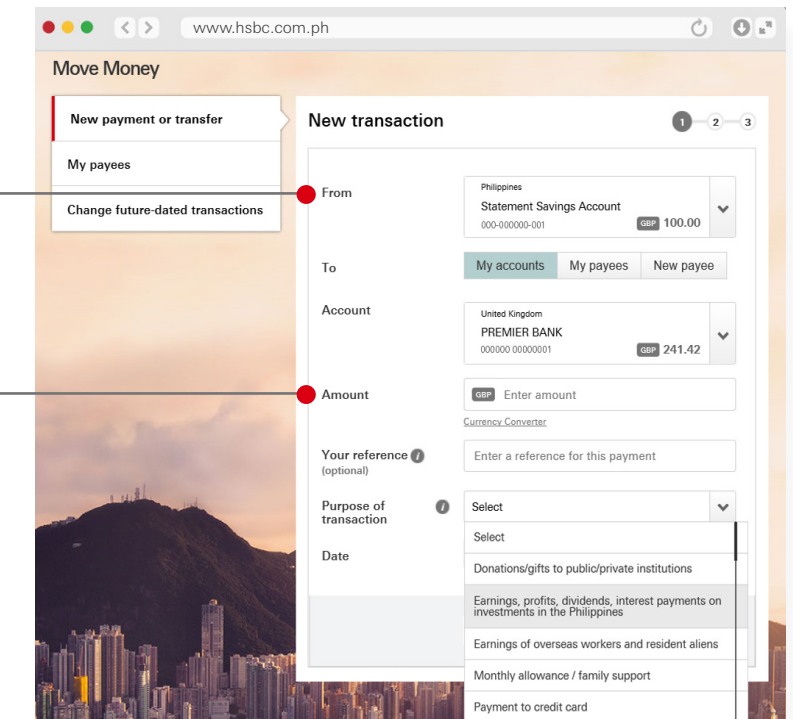 www.hsbc.com.ph
Move Money
New payment or transfer
My payees
Change future-dated transactions
New transaction
1 2 3
From
Philippines
Statement Savings Account
000-000000-001 GBP 100.00
To
My accounts My payees New payee
Account
United Kingdom
PREMIER BANK
000000 00000001 GBP 241.42
Amount
GBP Enter amount
Currency Converter
Your reference i
(optional)
Enter a reference for this payment
Purpose of
transaction
i
Select
Select
Donations/gifts to public/private institutions
Earnings, profits, dividends, interest payments on
investments in the Philippines
Earnings of overseas workers and resident aliens
Monthly allowance / family support
Payment to credit card
Date